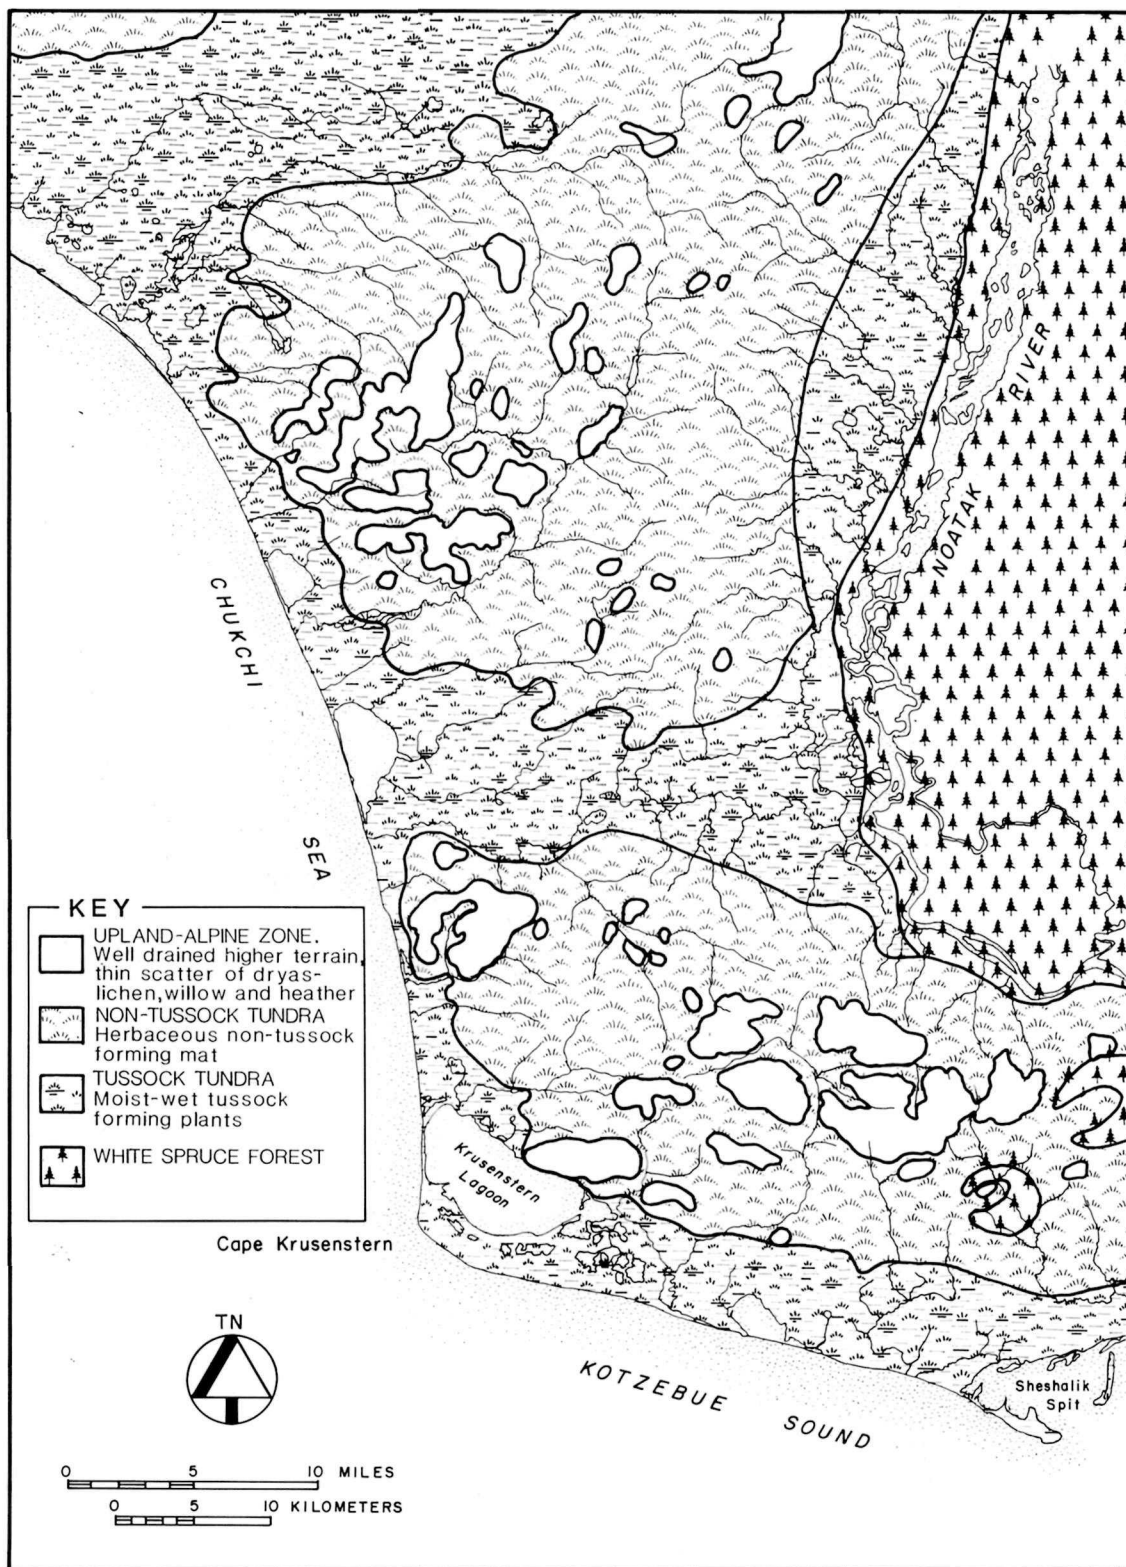 NOATAK RIVER
CHUKCHI
SEA
KEY
UPLAND-ALPINE ZONE.
Well drained higher terrain,
thin scatter of dryas-
lichen, willow and heather
NON-TUSSOCK TUNDRA
Herbaceous non-tussock
forming mat
TUSSOCK TUNDRA
Moist-wet tussock
forming plants
WHITE SPRUCE FOREST
Krusenstern
Lagoon
Cape Krusenstern
TN
KOTZEBUE SOUND
Sheshalik
Spit
0 5 10 MILES
0 5 10 KILOMETERS